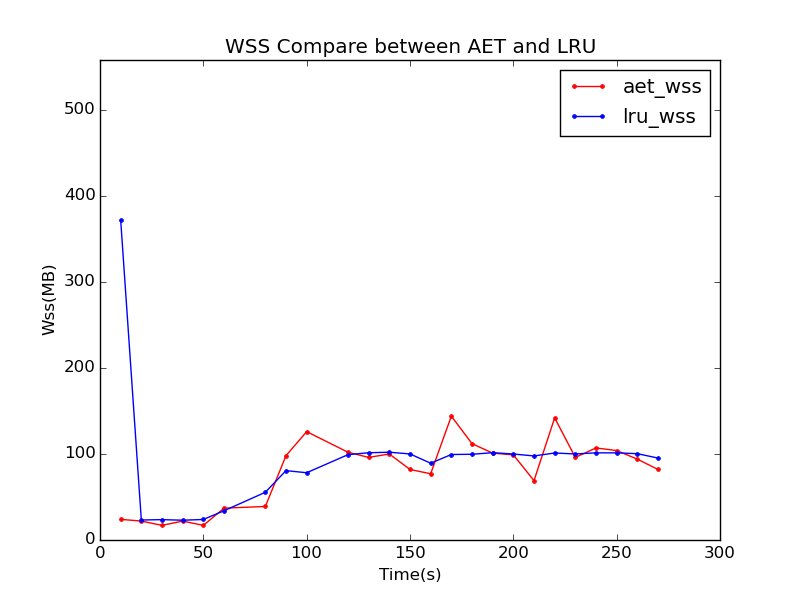 WSS Compare between AET and LRU
aet_wss
lru_wss
Wss(MB)
500
400
300
200
100
0
0 50 100 150 200 250 300
Time(s)